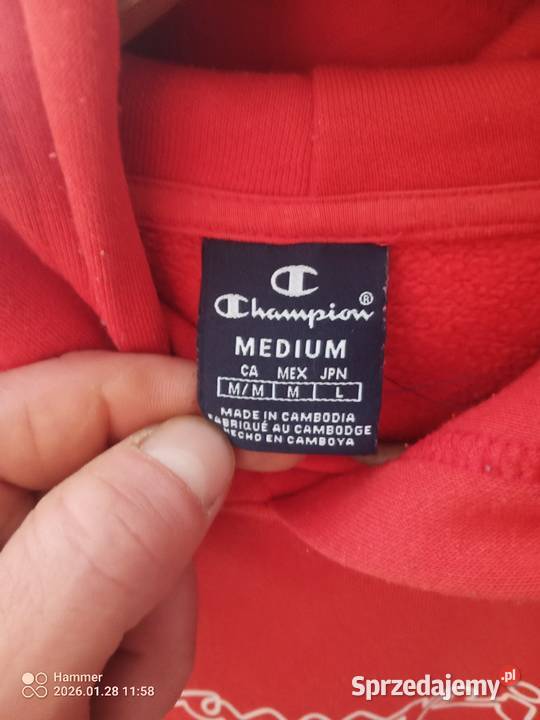 Champion®
MEDIUM
CA MEX JPN
M/M M L
MADE IN CAMBODIA
FABRIQUÉ AU CAMBODGE
HECHO EN CAMBOYA
Hammer
2026.01.28 11:58
Sprzedajemy.pl